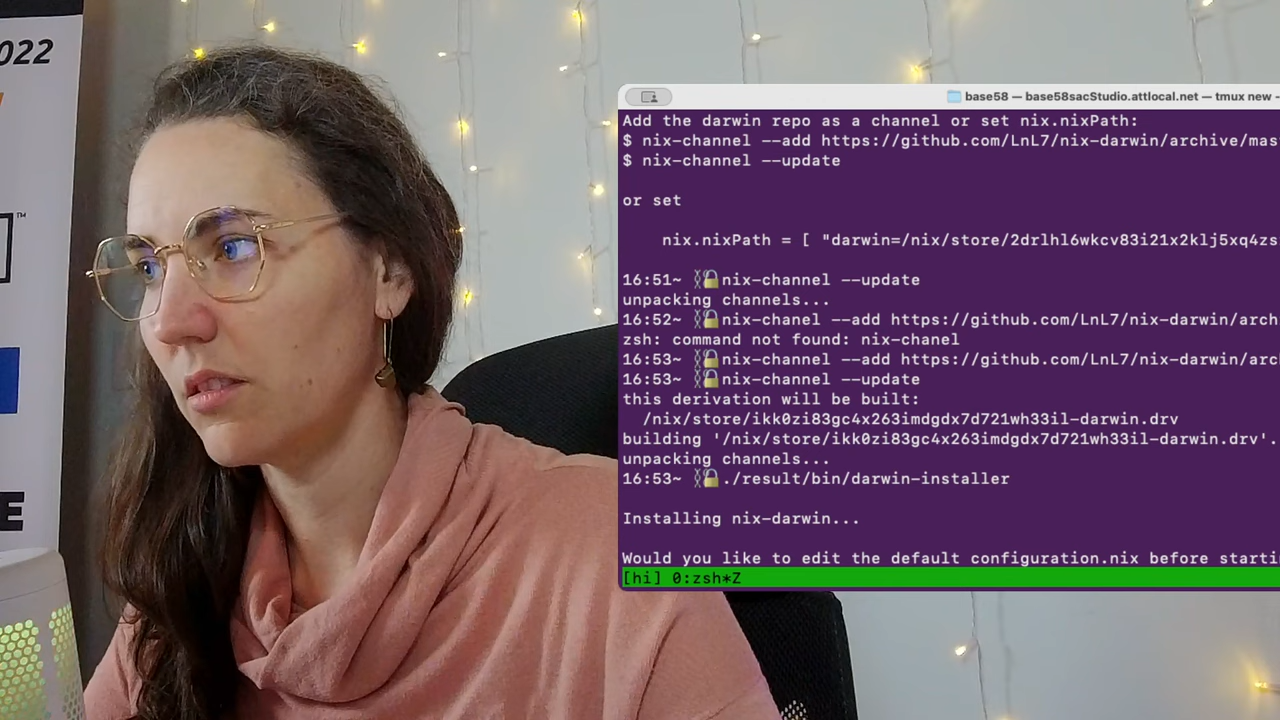 022
™
E
base58 — base58sacStudio.attlocal.net — tmux new -
Add the darwin repo as a channel or set nix.nixPath:
$ nix-channel --add https://github.com/LnL7/nix-darwin/archive/mas
$ nix-channel --update
or set
nix.nixPath = [ "darwin=/nix/store/2drlhl6wkcv83i21x2klj5xq4zs
16:51~ nix-channel --update
unpacking channels...
16:52~ nix-chanel --add https://github.com/LnL7/nix-darwin/arch
zsh: command not found: nix-chanel
16:53~ nix-channel --add https://github.com/LnL7/nix-darwin/arc
16:53~ nix-channel --update
this derivation will be built:
/nix/store/ikk0zi83gc4x263imdgdx7d721wh33il-darwin.drv
building '/nix/store/ikk0zi83gc4x263imdgdx7d721wh33il-darwin.drv'.
unpacking channels...
16:53~ ./result/bin/darwin-installer
Installing nix-darwin...
Would you like to edit the default configuration.nix before starti
[hi] 0:zsh*Z